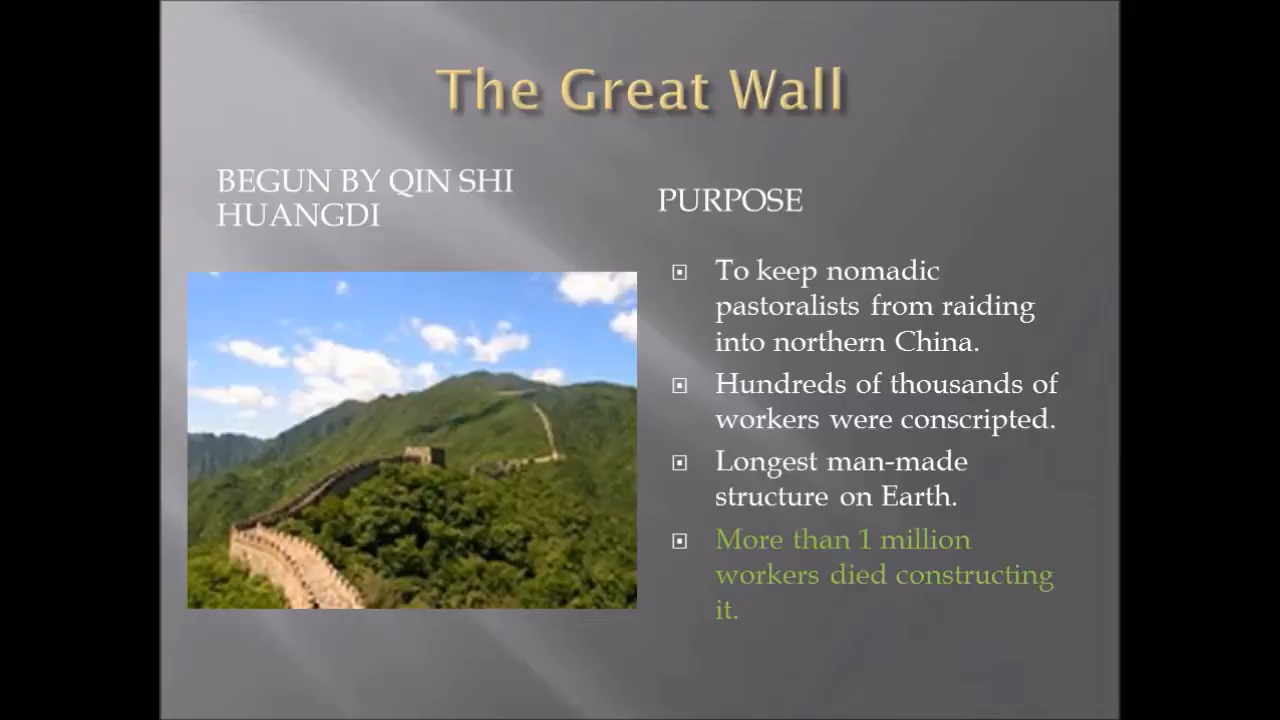 The Great Wall
BEGUN BY QIN SHI
HUANGDI
PURPOSE
To keep nomadic
pastoralists from raiding
into northern China.
Hundreds of thousands of
workers were conscripted.
Longest man-made
structure on Earth.
More than 1 million
workers died constructing
it.